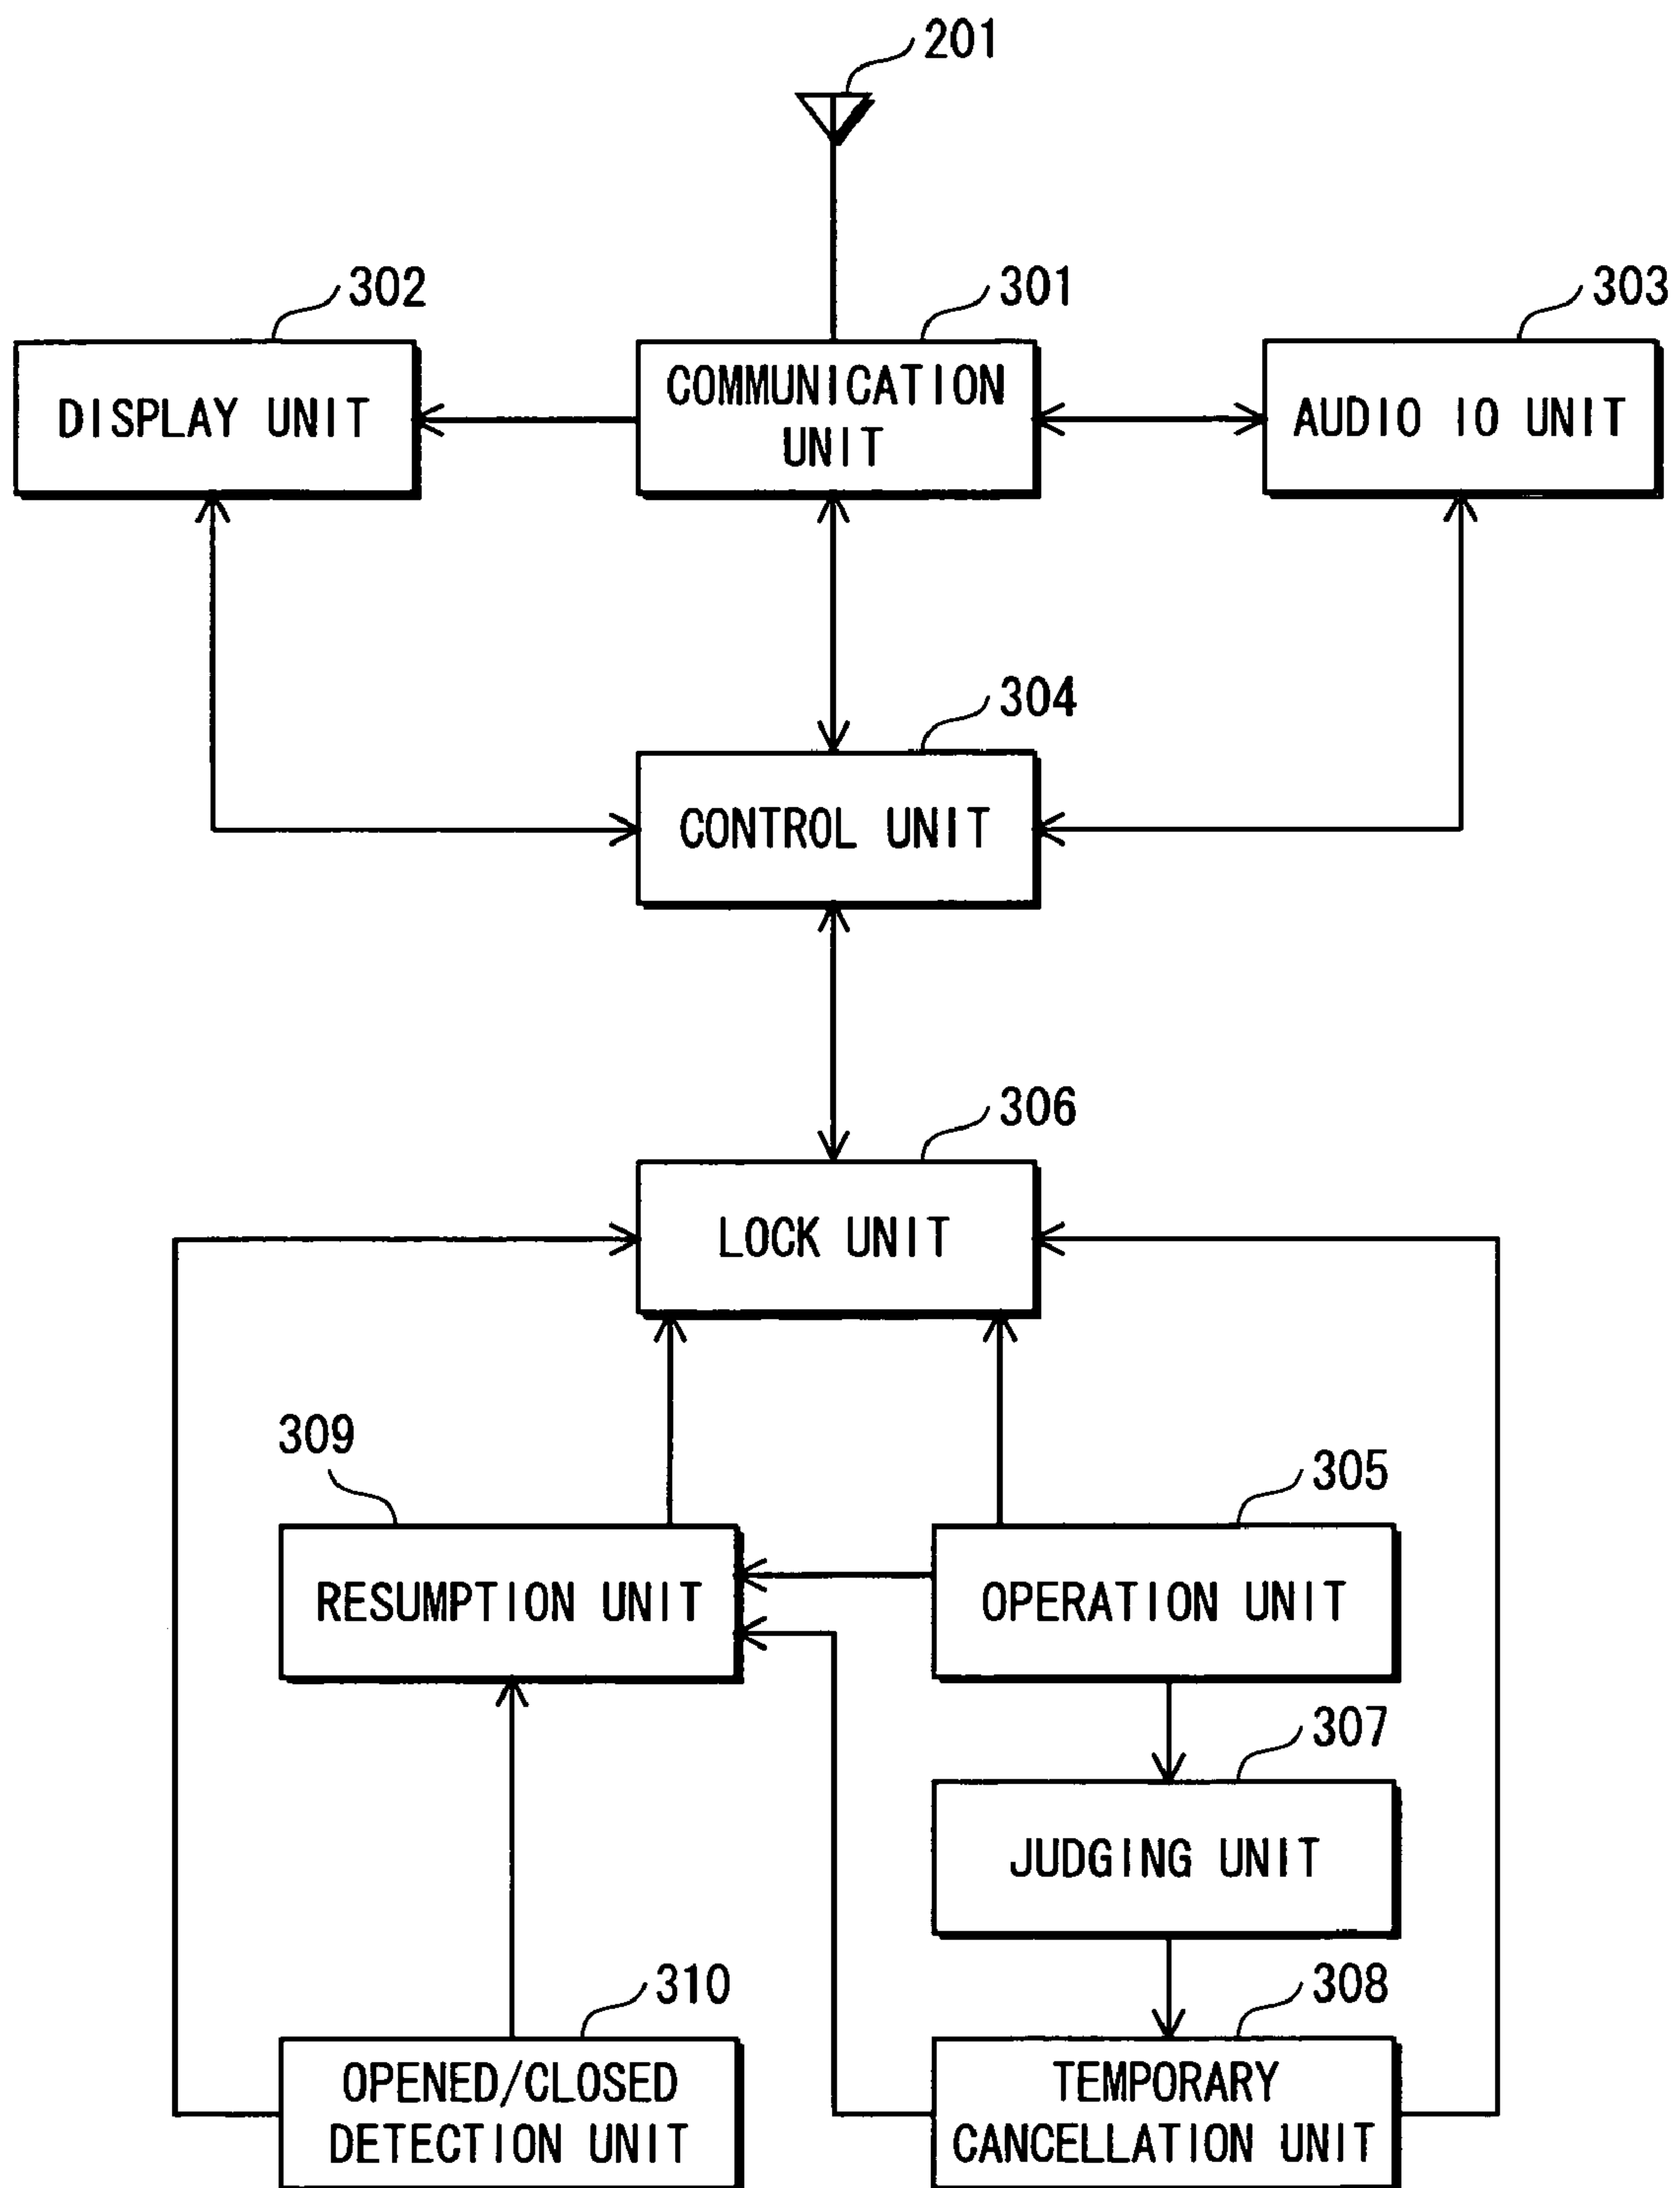 201
302
301
303
DISPLAY UNIT
COMMUNICATION
UNIT
AUDIO IO UNIT
304
CONTROL UNIT
306
LOCK UNIT
309
305
RESUMPTION UNIT
OPERATION UNIT
307
JUDGING UNIT
310
308
OPENED/CLOSED
DETECTION UNIT
TEMPORARY
CANCELLATION UNIT